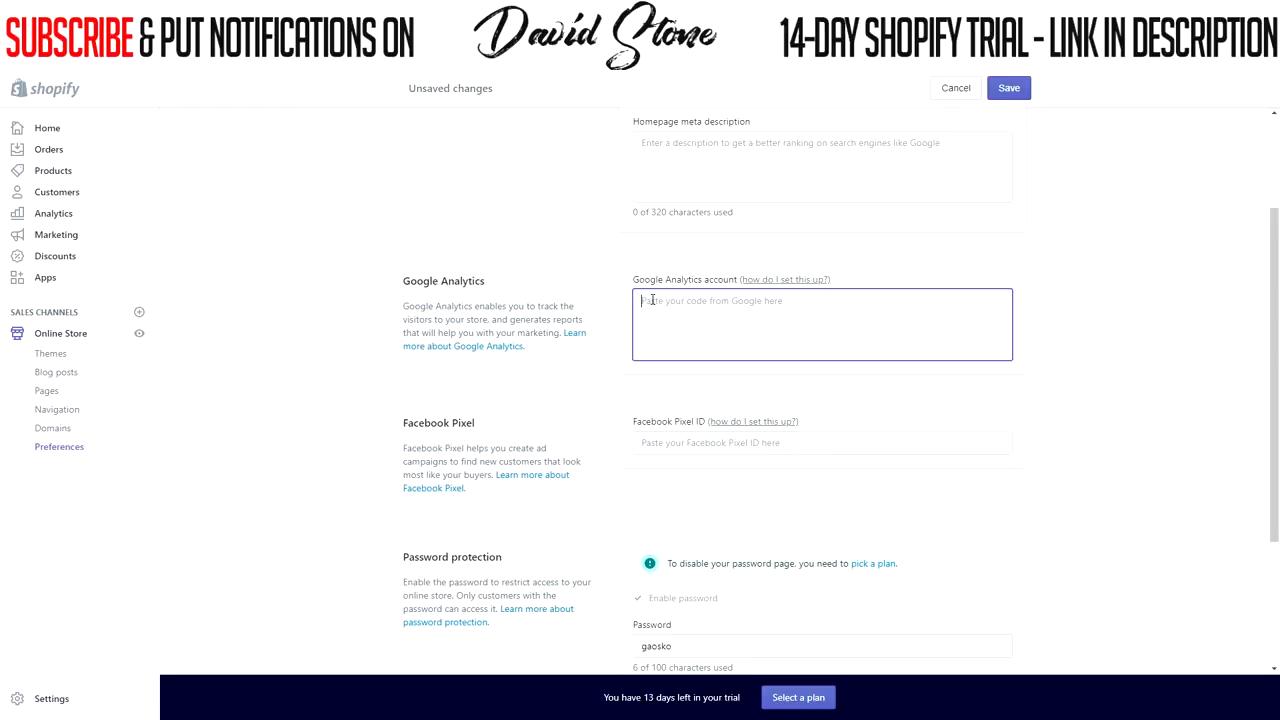 SUBSCRIBE & PUT NOTIFICATIONS ON
David Stone
14-DAY SHOPIFY TRIAL - LINK IN DESCRIPTION
shopify
Unsaved changes
Cancel
Save
Home
Orders
Products
Customers
Analytics
Marketing
Discounts
Apps
SALES CHANNELS
Online Store
Themes
Blog posts
Pages
Navigation
Domains
Preferences
Settings
Homepage meta description
Enter a description to get a better ranking on search engines like Google
0 of 320 characters used
Google Analytics
Google Analytics enables you to track the
visitors to your store, and generates reports
that will help you with your marketing. Learn
more about Google Analytics.
Google Analytics account (how do I set this up?)
Paste your code from Google here
Facebook Pixel
Facebook Pixel helps you create ad
campaigns to find new customers that look
most like your buyers. Learn more about
Facebook Pixel.
Facebook Pixel ID (how do I set this up?)
Paste your Facebook Pixel ID here
Password protection
Enable the password to restrict access to your
online store. Only customers with the
password can access it. Learn more about
password protection.
To disable your password page, you need to pick a plan.
Enable password
Password
gaosko
6 of 100 characters used
You have 13 days left in your trial
Select a plan